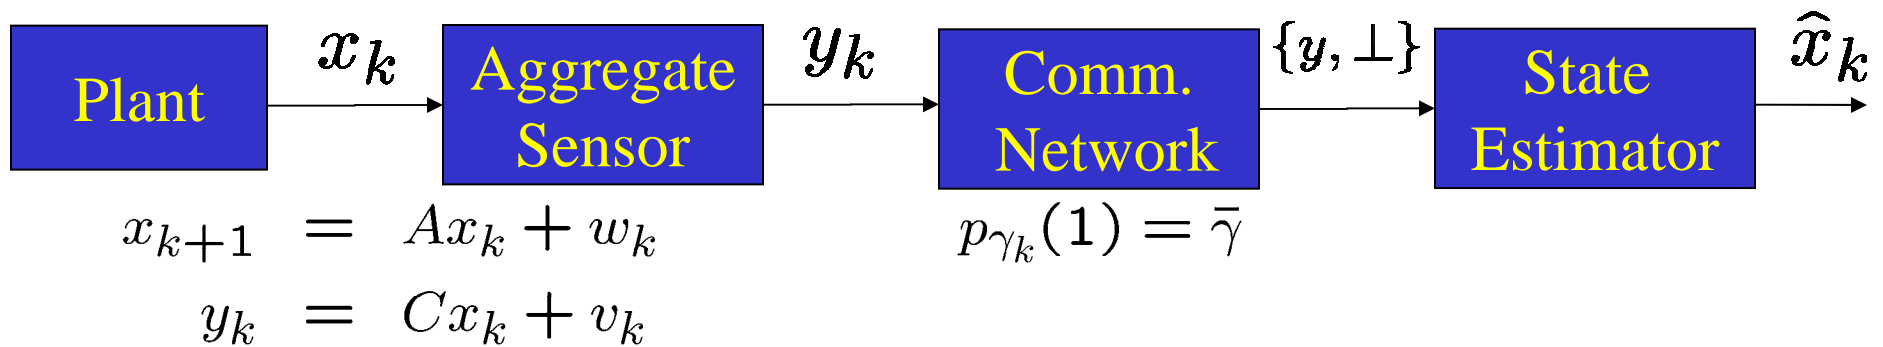 Plant
x_k
Aggregate
Sensor
y_k
Comm.
Network
{y, ⊥}
State
Estimator
x̂_k
x_{k+1} = Ax_k + w_k
y_k = Cx_k + v_k
p_{γ_k}(1) = γ̄